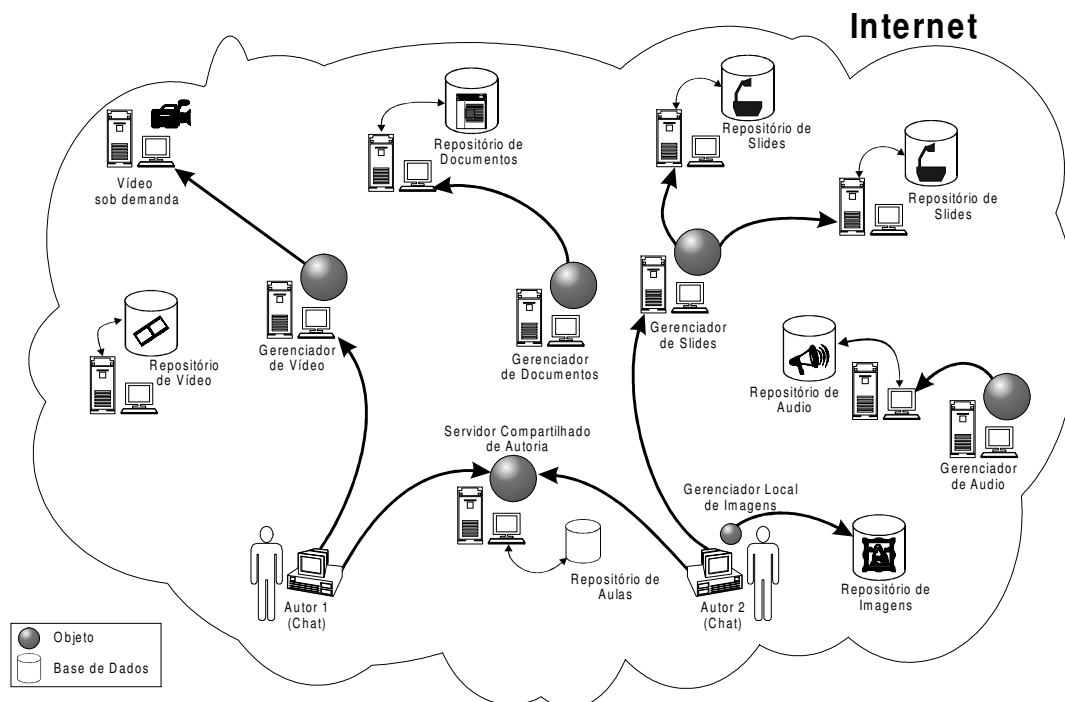 Internet
Vídeo
sob demanda
Repositório de
Documentos
Repositório de
Slides
Repositório de
Slides
Gerenciador
de Vídeo
Gerenciador
de Documentos
Gerenciador
de Slides
Repositório
de Vídeo
Repositório de
Audio
Gerenciador
de Audio
Servidor Compartilhado
de Autoria
Gerenciador Local
de Imagens
Repositório de
Aulas
Repositório de
Imagens
Autor 1
(Chat)
Autor 2
(Chat)
Objeto
Base de Dados